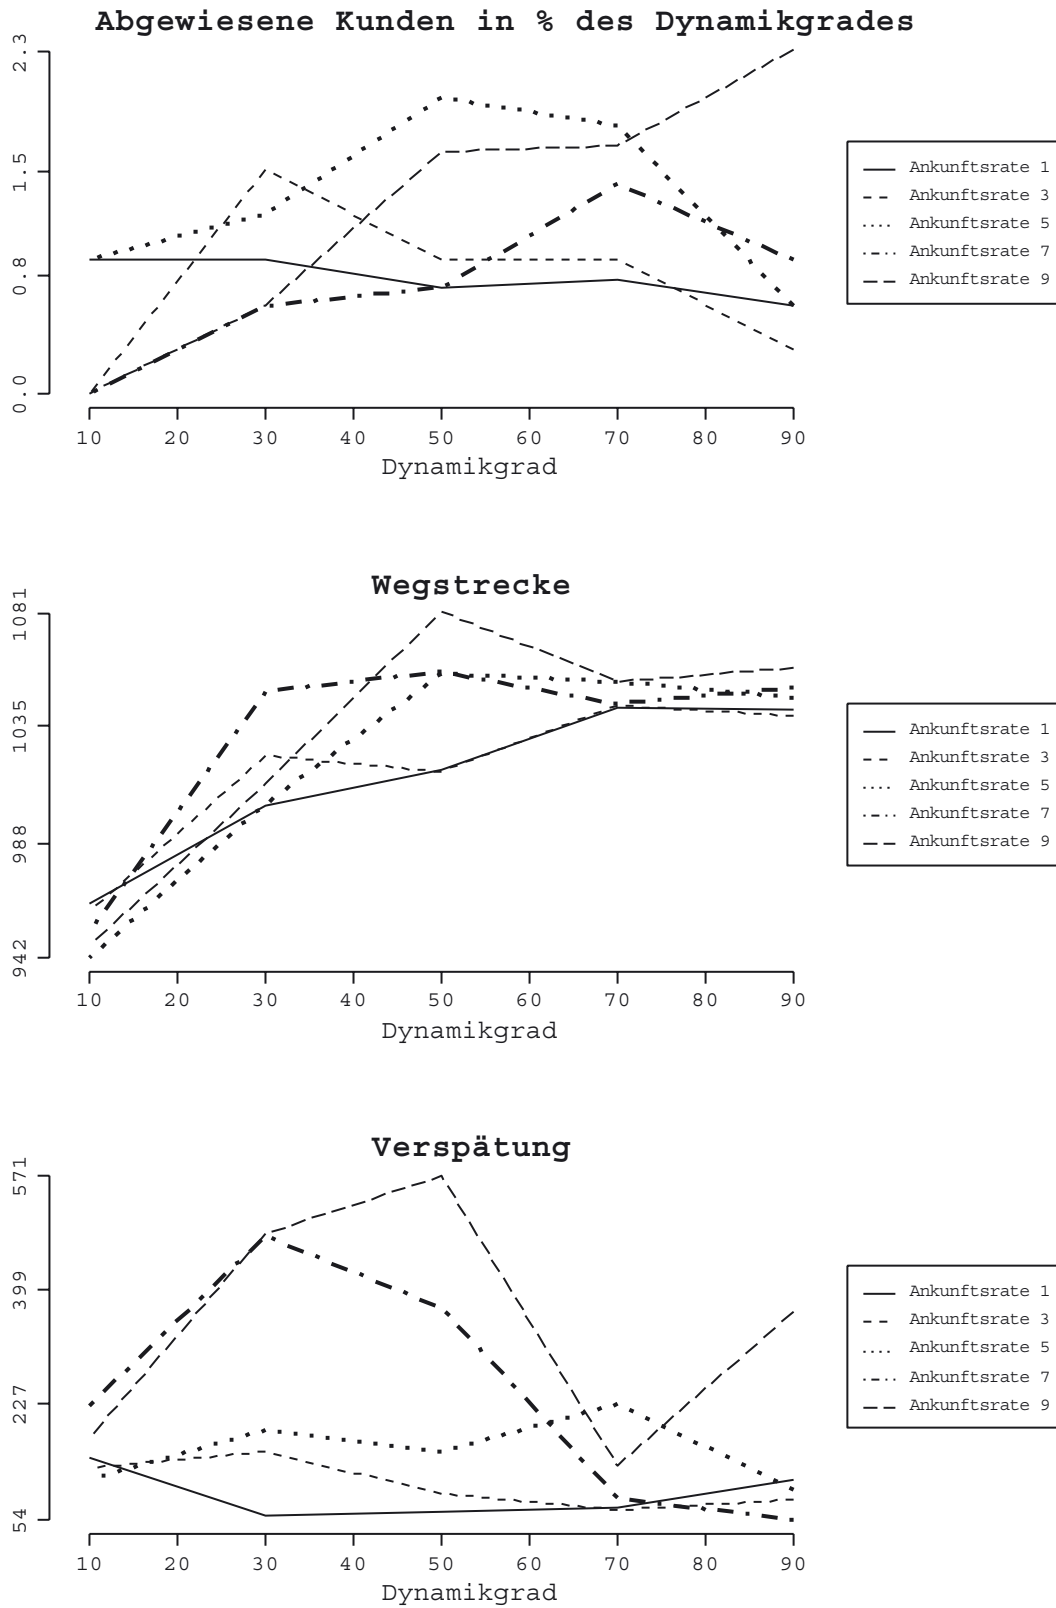 Abgewiesene Kunden in % des Dynamikgrades
2.3
1.5
0.8
0.0
10 20 30 40 50 60 70 80 90
Dynamikgrad
Ankunftsrate 1
Ankunftsrate 3
Ankunftsrate 5
Ankunftsrate 7
Ankunftsrate 9
Wegstrecke
1081
1035
988
942
10 20 30 40 50 60 70 80 90
Dynamikgrad
Ankunftsrate 1
Ankunftsrate 3
Ankunftsrate 5
Ankunftsrate 7
Ankunftsrate 9
Verspätung
571
399
227
54
10 20 30 40 50 60 70 80 90
Dynamikgrad
Ankunftsrate 1
Ankunftsrate 3
Ankunftsrate 5
Ankunftsrate 7
Ankunftsrate 9